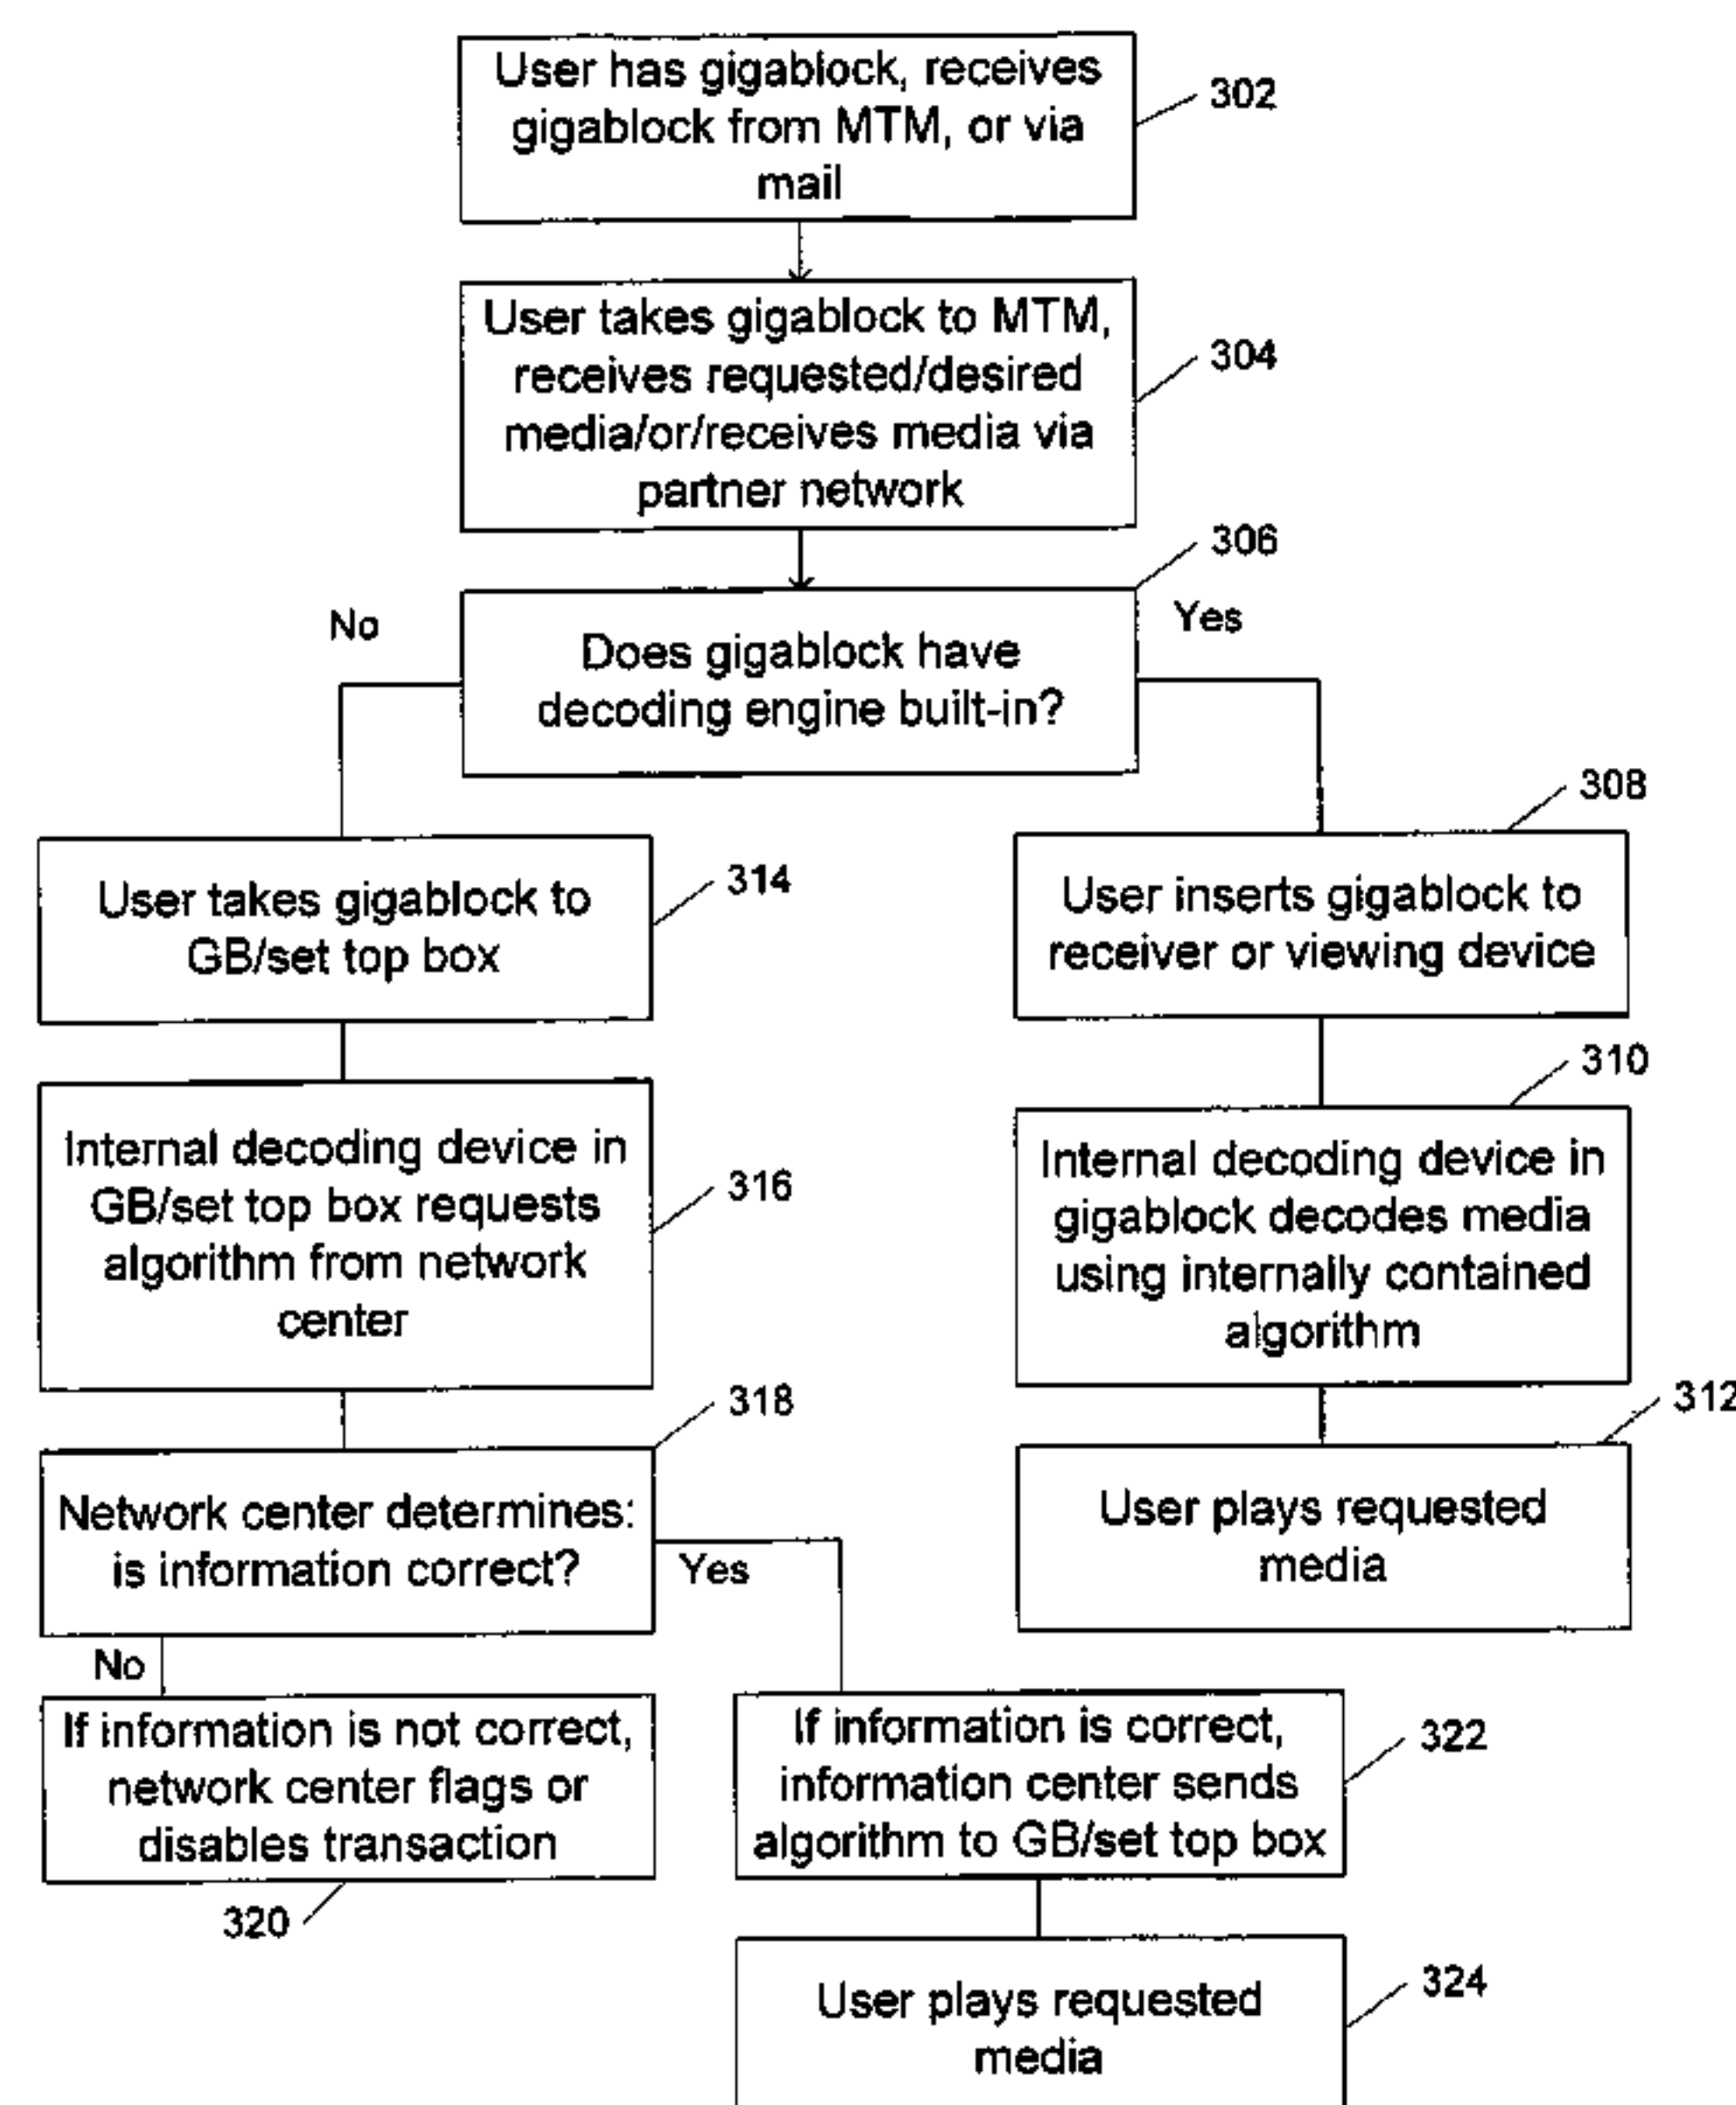 User has gigablock, receives
gigablock from MTM, or via
mail
302
User takes gigablock to MTM,
receives requested/desired
media/or/receives media via
partner network
304
306
No
Yes
Does gigablock have
decoding engine built-in?
308
User takes gigablock to
GB/set top box
314
User inserts gigablock to
receiver or viewing device
310
Internal decoding device in
GB/set top box requests
algorithm from network
center
316
Internal decoding device in
gigablock decodes media
using internally contained
algorithm
318
312
Network center determines:
is information correct?
Yes
User plays requested
media
No
If information is not correct,
network center flags or
disables transaction
320
If information is correct,
information center sends
algorithm to GB/set top box
322
User plays requested
media
324